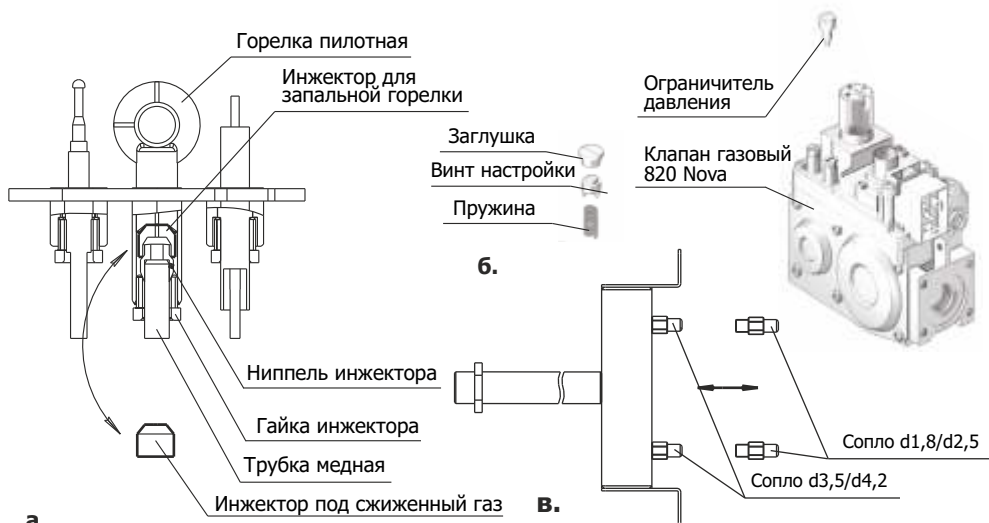 Горелка пилотная
Инжектор для
запальной горелки
Ниппель инжектора
Гайка инжектора
Трубка медная
Инжектор под сжиженный газ
а
Заглушка
Винт настройки
Пружина
б.
Ограничитель
давления
Клапан газовый
820 Nova
Сопло d1,8/d2,5
Сопло d3,5/d4,2
в.